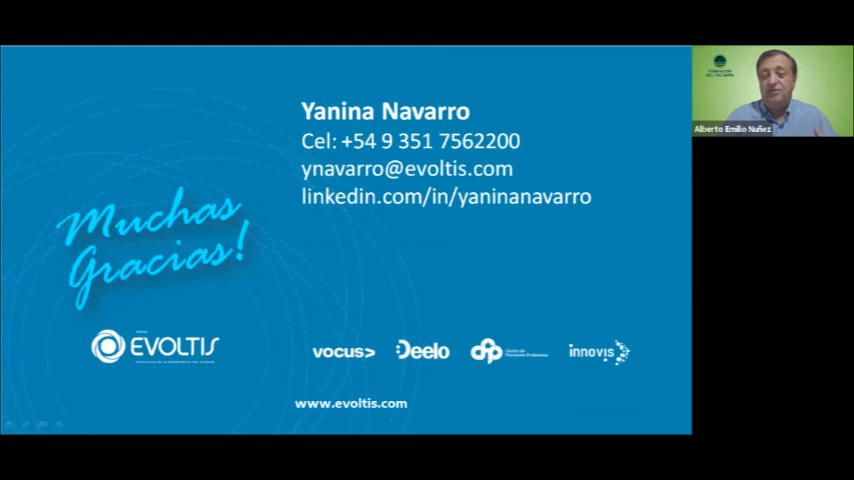 Yanina Navarro
Cel: +54 9 351 7562200
ynavarro@evoltis.com
linkedin.com/in/yaninanavarro
Muchas
Gracias!
EVOLTIS
vocus>
Deelo
innovis
www.evoltis.com
Alberto Emilio Nuñez